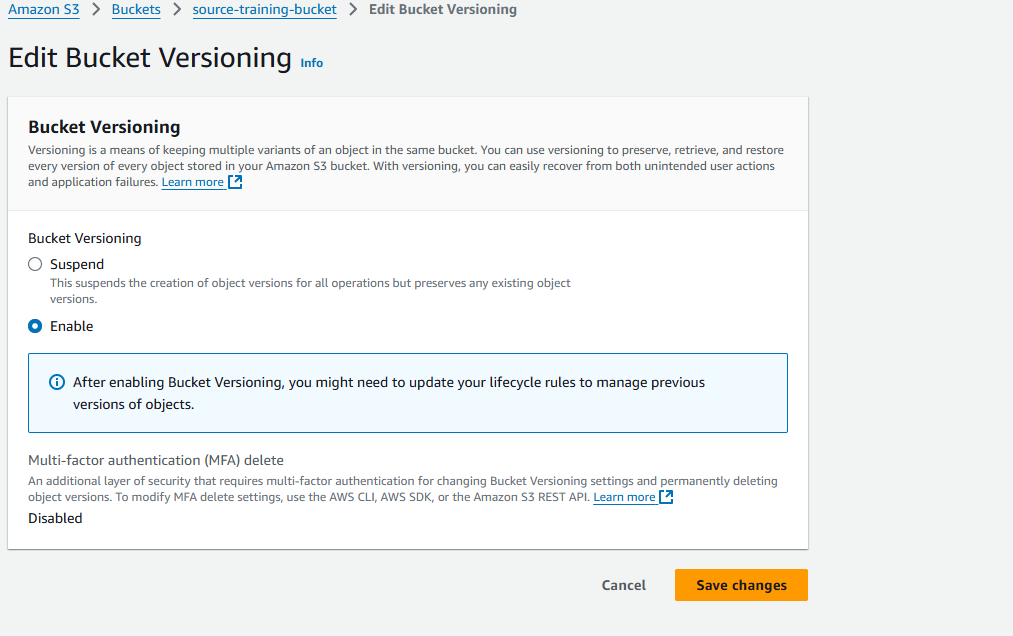 Amazon S3 > Buckets > source-training-bucket > Edit Bucket Versioning
Edit Bucket Versioning Info
Bucket Versioning
Versioning is a means of keeping multiple variants of an object in the same bucket. You can use versioning to preserve, retrieve, and restore
every version of every object stored in your Amazon S3 bucket. With versioning, you can easily recover from both unintended user actions
and application failures. Learn more
Bucket Versioning
Suspend
This suspends the creation of object versions for all operations but preserves any existing object
versions.
Enable
After enabling Bucket Versioning, you might need to update your lifecycle rules to manage previous
versions of objects.
Multi-factor authentication (MFA) delete
An additional layer of security that requires multi-factor authentication for changing Bucket Versioning settings and permanently deleting
object versions. To modify MFA delete settings, use the AWS CLI, AWS SDK, or the Amazon S3 REST API. Learn more
Disabled
Cancel Save changes